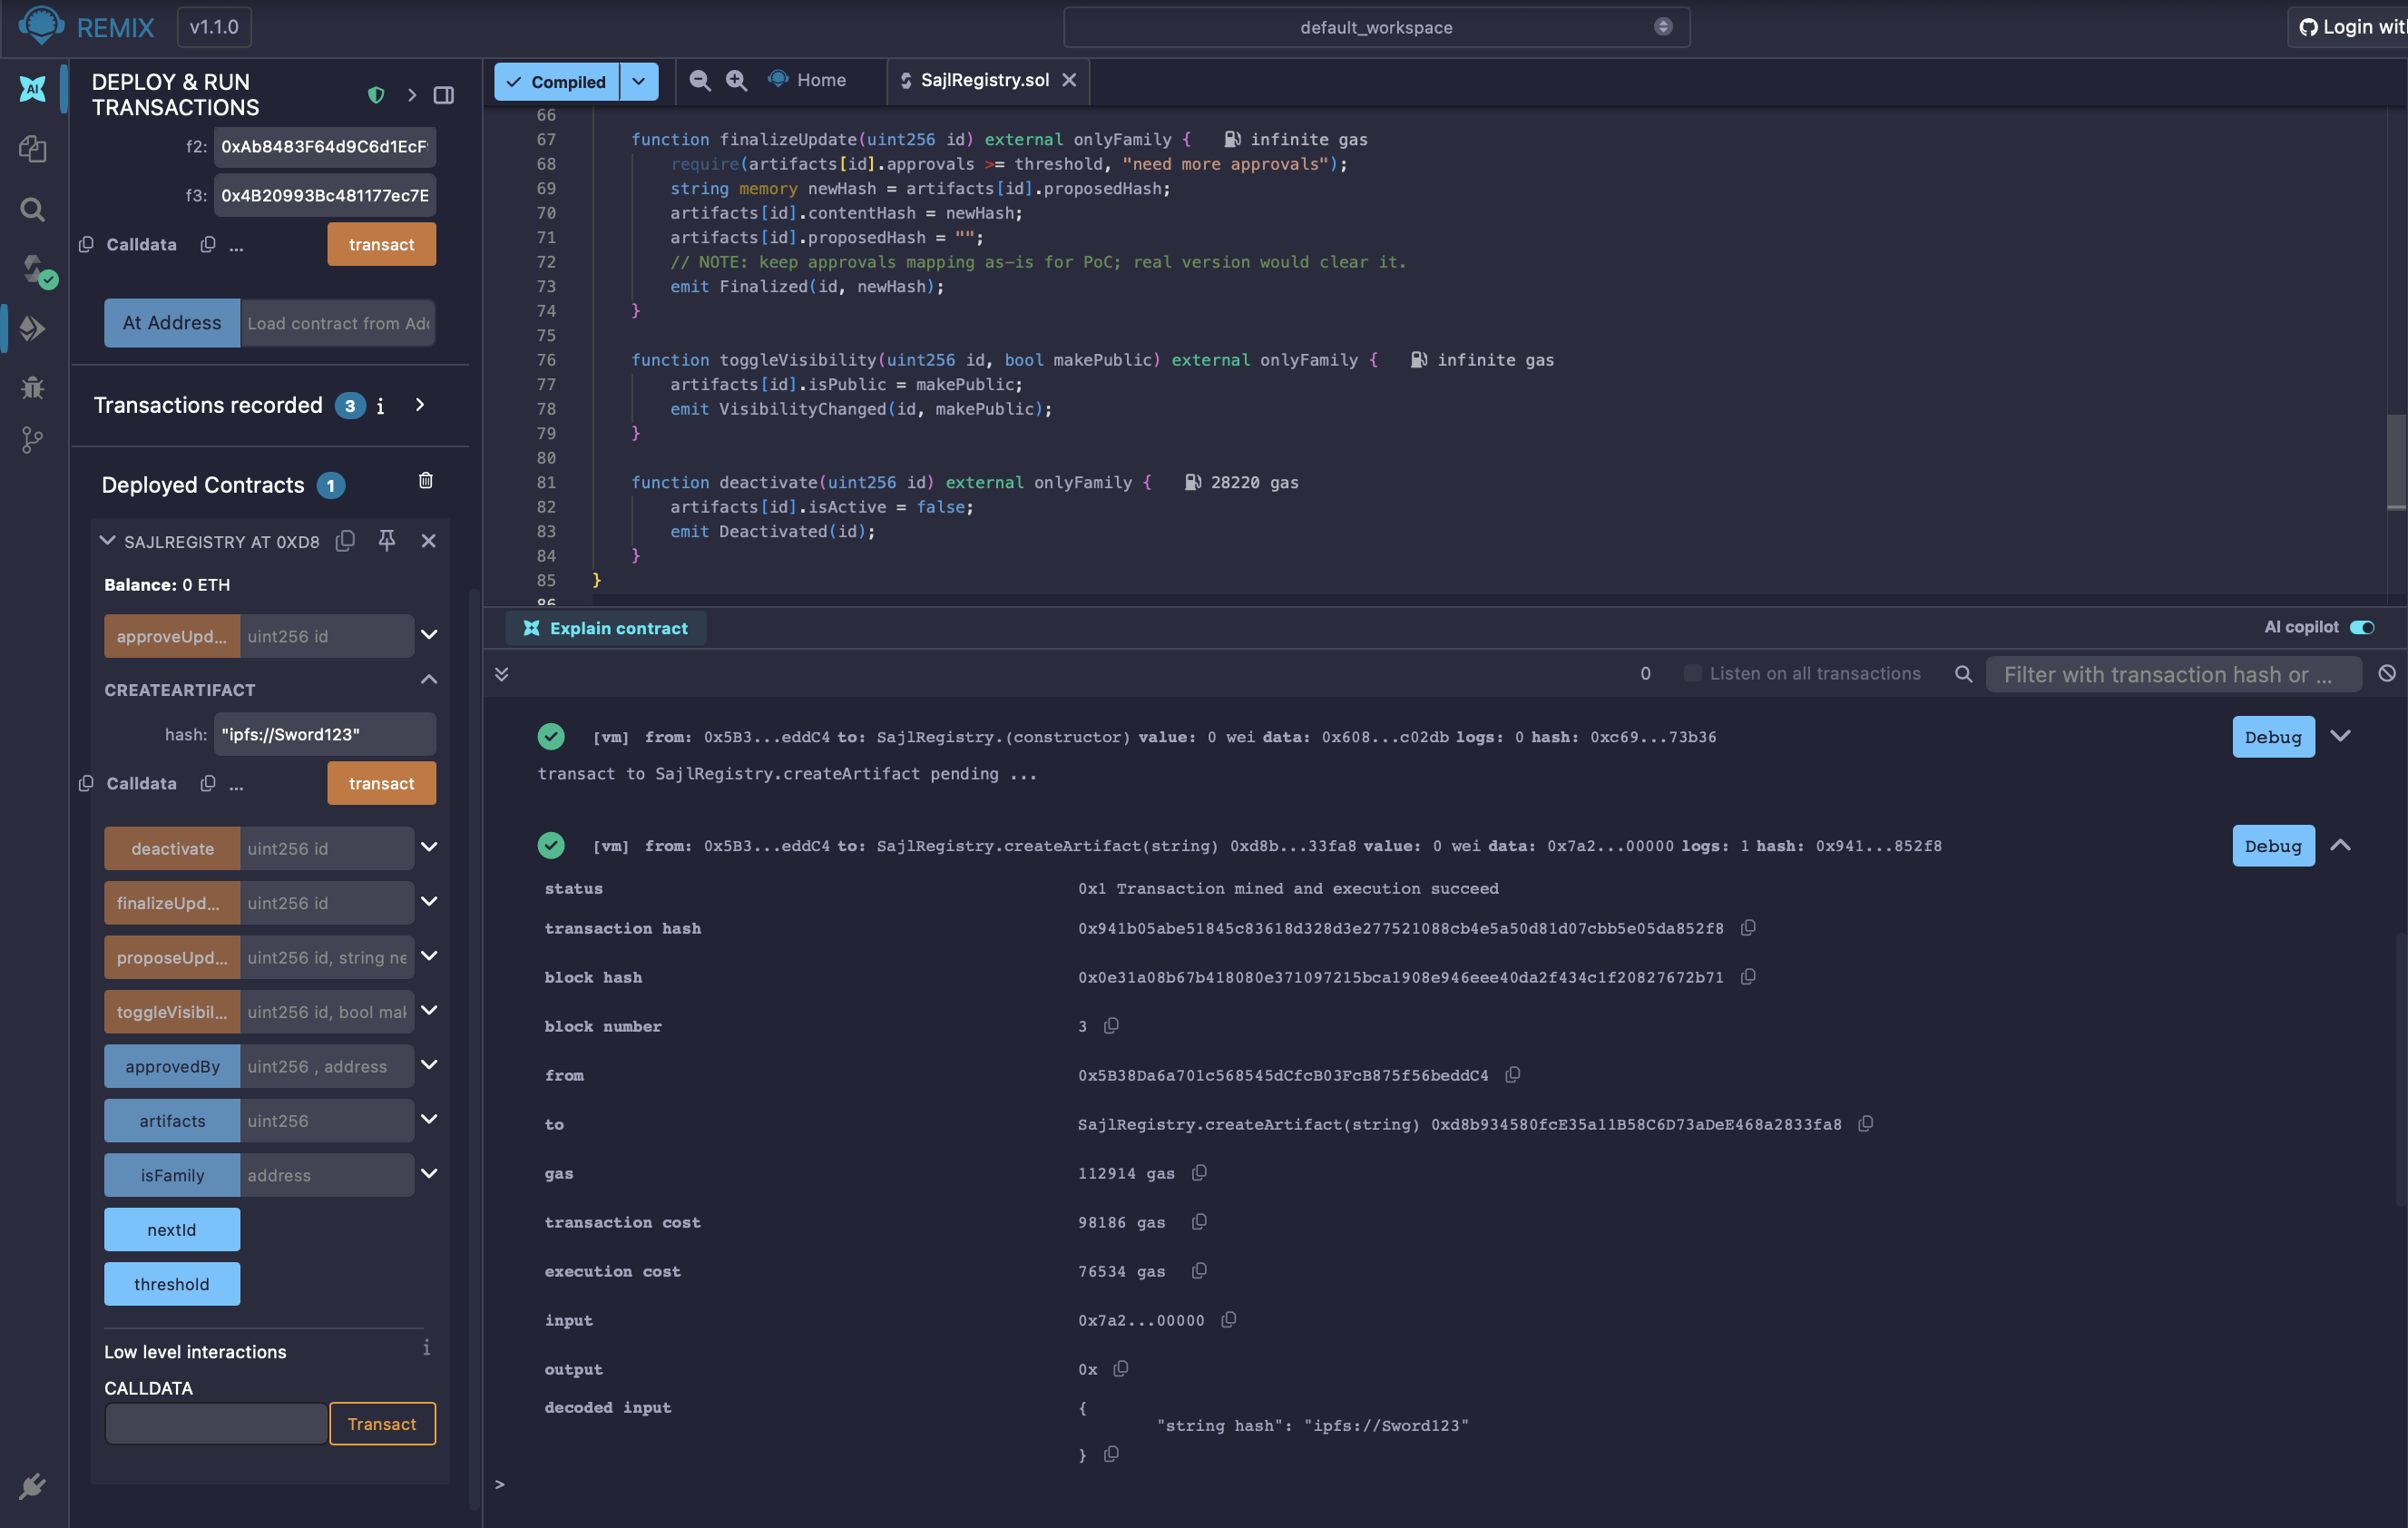 REMIX v1.1.0 default_workspace Login wit
DEPLOY & RUN
TRANSACTIONS
f2: 0xAb8483F64d9C6d1EcF
f3: 0x4B20993Bc481177ec7E
Calldata ... transact
At Address Load contract from Add
Transactions recorded 3 i
Deployed Contracts 1
SAJLREGISTRY AT 0XD8
Balance: 0 ETH
approveUpd... uint256 id
CREATEARTIFACT
hash: "ipfs://Sword123"
Calldata ... transact
deactivate uint256 id
finalizeUpd... uint256 id
proposeUpd... uint256 id, string ne
toggleVisibil... uint256 id, bool mak
approvedBy uint256 , address
artifacts uint256
isFamily address
nextId
threshold
Low level interactions i
CALLDATA
Transact
Compiled Home SajlRegistry.sol
66
67 function finalizeUpdate(uint256 id) external onlyFamily { infinite gas
68 require(artifacts[id].approvals >= threshold, "need more approvals");
69 string memory newHash = artifacts[id].proposedHash;
70 artifacts[id].contentHash = newHash;
71 artifacts[id].proposedHash = "";
72 // NOTE: keep approvals mapping as-is for PoC; real version would clear it.
73 emit Finalized(id, newHash);
74 }
75
76 function toggleVisibility(uint256 id, bool makePublic) external onlyFamily { infinite gas
77 artifacts[id].isPublic = makePublic;
78 emit VisibilityChanged(id, makePublic);
79 }
80
81 function deactivate(uint256 id) external onlyFamily { 28220 gas
82 artifacts[id].isActive = false;
83 emit Deactivated(id);
84 }
85 }
86
Explain contract AI copilot
0 Listen on all transactions Filter with transaction hash or ...
[vm] from: 0x5B3...eddC4 to: SajlRegistry.(constructor) value: 0 wei data: 0x608...c02db logs: 0 hash: 0xc69...73b36 Debug
transact to SajlRegistry.createArtifact pending ...
[vm] from: 0x5B3...eddC4 to: SajlRegistry.createArtifact(string) 0xd8b...33fa8 value: 0 wei data: 0x7a2...00000 logs: 1 hash: 0x941...852f8 Debug
status 0x1 Transaction mined and execution succeed
transaction hash 0x941b05abe51845c83618d328d3e277521088cb4e5a50d81d07cbb5e05da852f8
block hash 0x0e31a08b67b418080e371097215bca1908e946eee40da2f434c1f20827672b71
block number 3
from 0x5B38Da6a701c568545dCfcB03FcB875f56beddC4
to SajlRegistry.createArtifact(string) 0xd8b934580fcE35a11B58C6D73aDeE468a2833fa8
gas 112914 gas
transaction cost 98186 gas
execution cost 76534 gas
input 0x7a2...00000
output 0x
decoded input {
"string hash": "ipfs://Sword123"
}
>